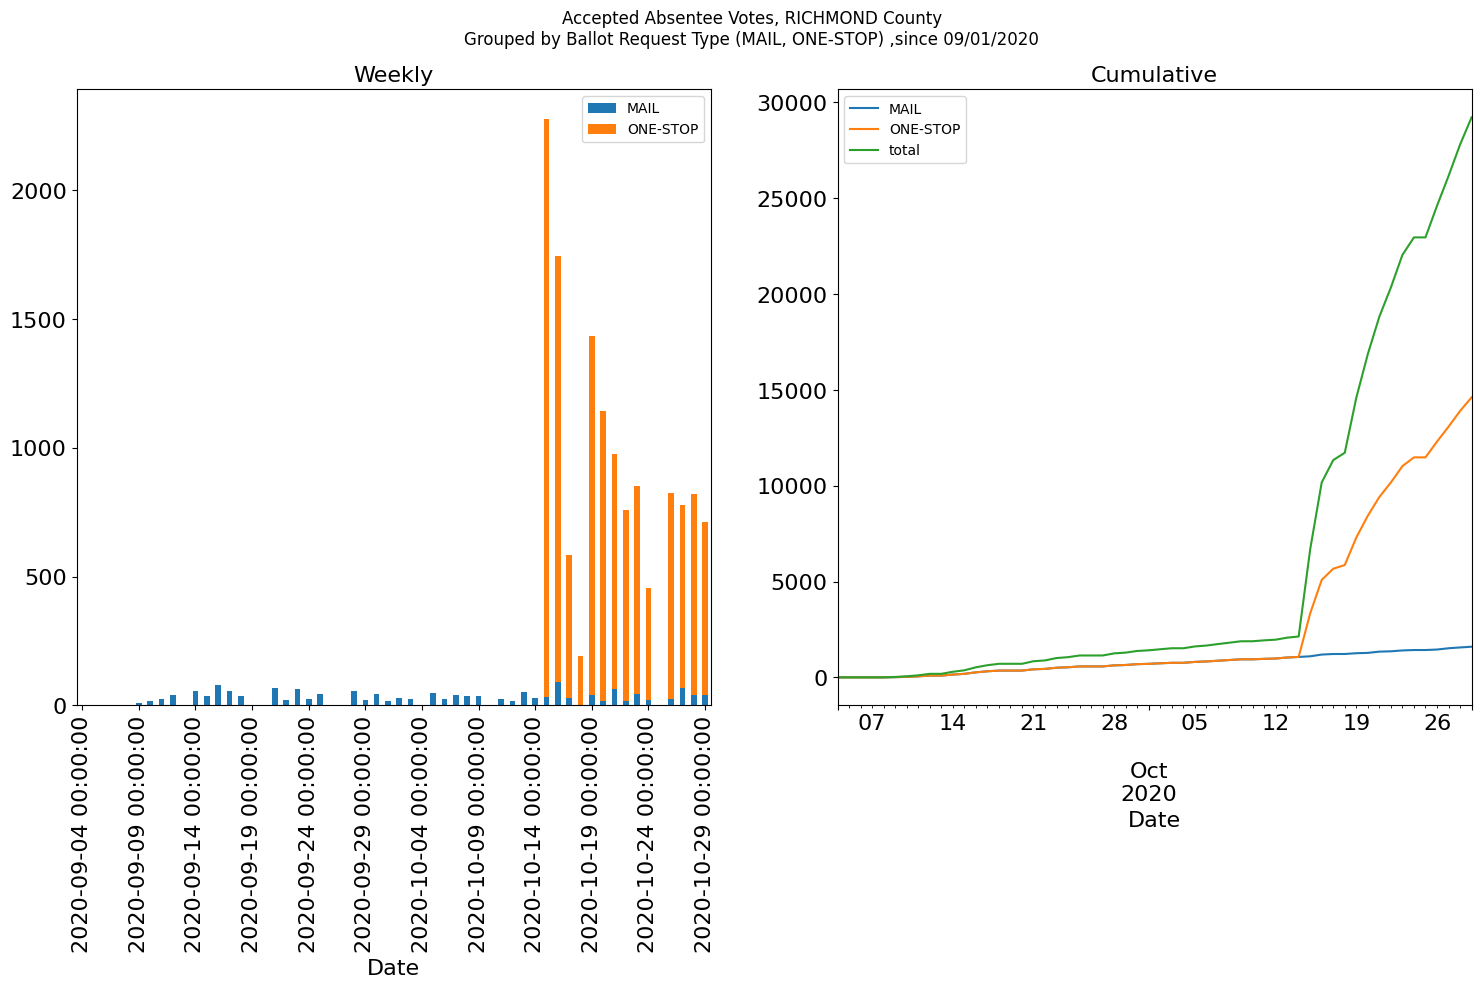 Accepted Absentee Votes, RICHMOND County
Grouped by Ballot Request Type (MAIL, ONE-STOP) ,since 09/01/2020
Weekly
MAIL
ONE-STOP
2000
1500
1000
500
0
2020-09-04 00:00:00
2020-09-09 00:00:00
2020-09-14 00:00:00
2020-09-19 00:00:00
2020-09-24 00:00:00
2020-09-29 00:00:00
2020-10-04 00:00:00
2020-10-09 00:00:00
2020-10-14 00:00:00
2020-10-19 00:00:00
2020-10-24 00:00:00
2020-10-29 00:00:00
Date
Cumulative
MAIL
ONE-STOP
total
30000
25000
20000
15000
10000
5000
0
07 14 21 28 05 12 19 26
Oct
2020
Date